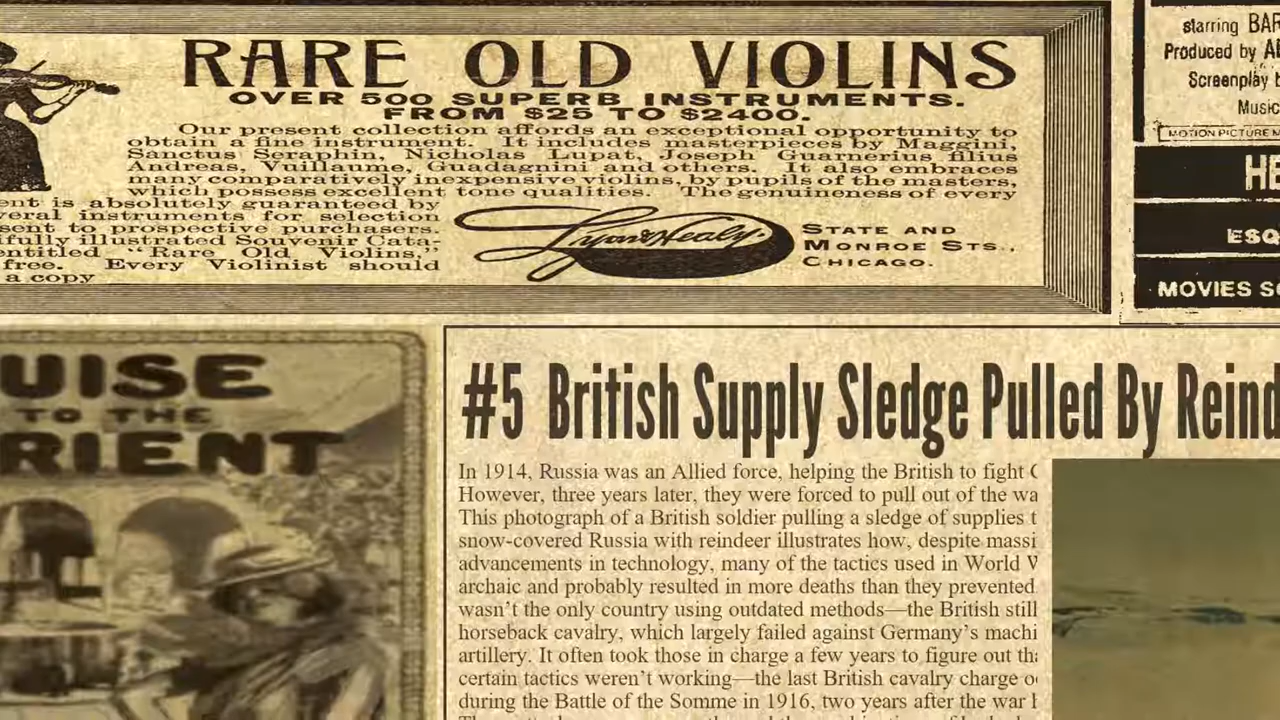 RARE OLD VIOLINS
OVER 500 SUPERB INSTRUMENTS.
FROM $25 TO $2400.
Our present collection affords an exceptional opportunity to
obtain a fine instrument. It includes masterpieces by Maggini,
Sanctus Seraphin, Nicholas Lupat, Joseph Guarnerius filius
Andreas, Vuillaume, Guadagnini and others. It also embraces
many comparatively inexpensive violins, by pupils of the masters,
which possess excellent tone qualities. The genuineness of every
ent is absolutely guaranteed by
veral instruments for selection
sent to prospective purchasers.
ifully illustrated Souvenir Cata-
entitled "Rare Old Violins,"
free. Every Violinist should
a copy
Lyon & Healy.
STATE AND
MONROE STS.,
CHICAGO.
starring BAR
Produced by
Screenplay b
Music
MOTION PICTURE
HE
ESQ
MOVIES
UISE
TO THE
RIENT
#5 British Supply Sledge Pulled By Reind
In 1914, Russia was an Allied force, helping the British to fight
However, three years later, they were forced to pull out of the wa
This photograph of a British soldier pulling a sledge of supplies t
snow-covered Russia with reindeer illustrates how, despite massi
advancements in technology, many of the tactics used in World
archaic and probably resulted in more deaths than they prevented
wasn't the only country using outdated methods—the British still
horseback cavalry, which largely failed against Germany's machi
artillery. It often took those in charge a few years to figure out th
certain tactics weren't working—the last British cavalry charge
during the Battle of the Somme in 1916, two years after the war